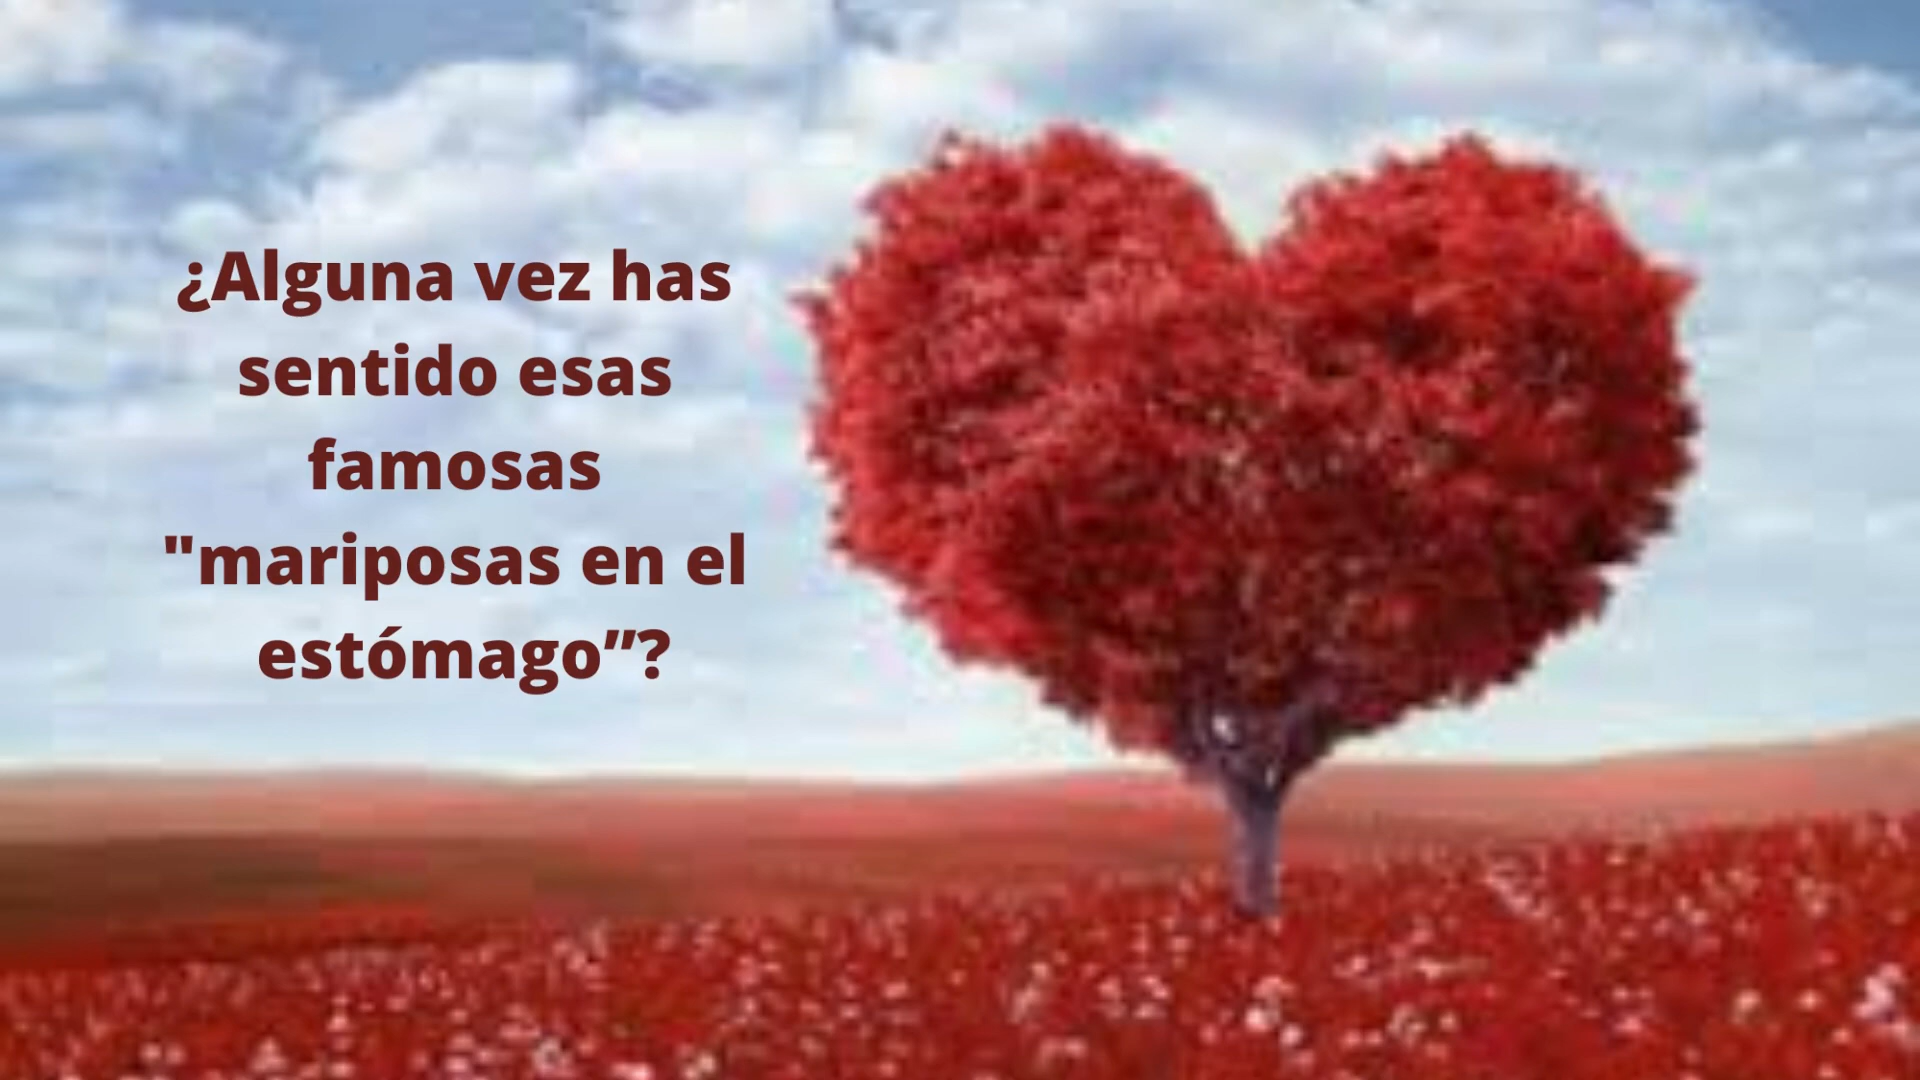 ¿Alguna vez has
sentido esas
famosas
"mariposas en el
estómago”?